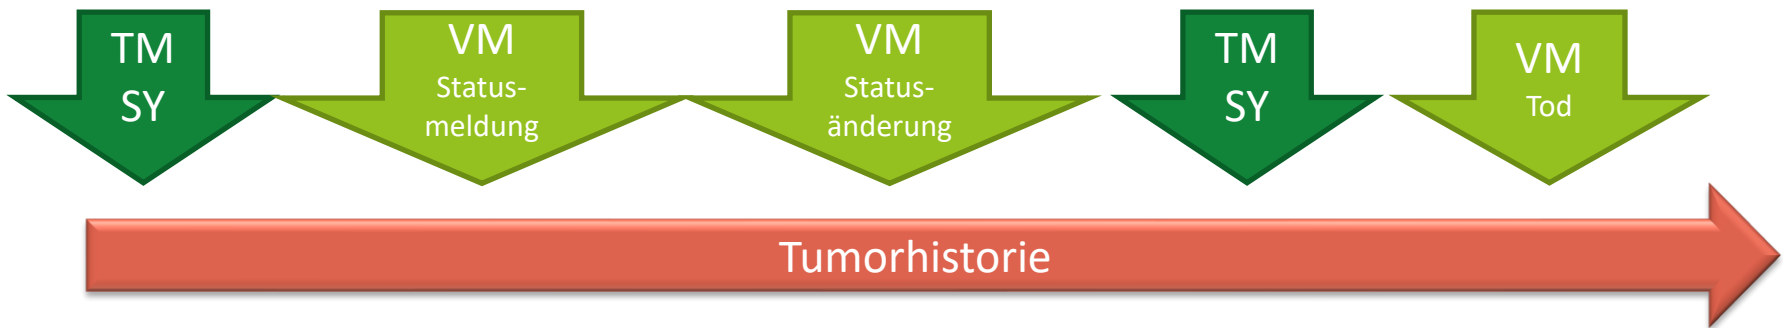 TM
SY
VM
Status-
meldung
VM
Status-
änderung
TM
SY
VM
Tod
Tumorhistorie